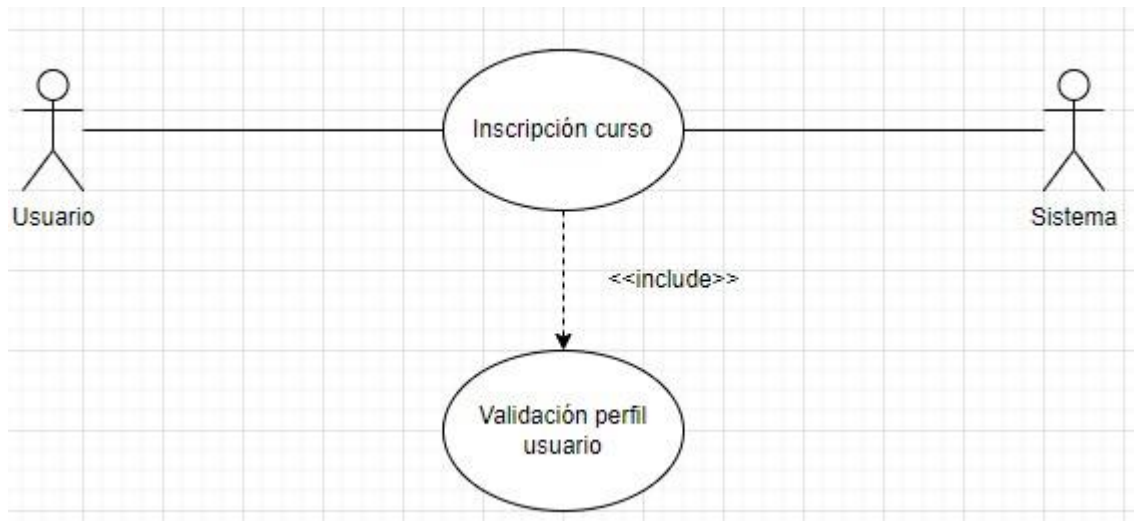 Inscripción curso
Usuario
Sistema
<<include>>
Validación perfil
usuario